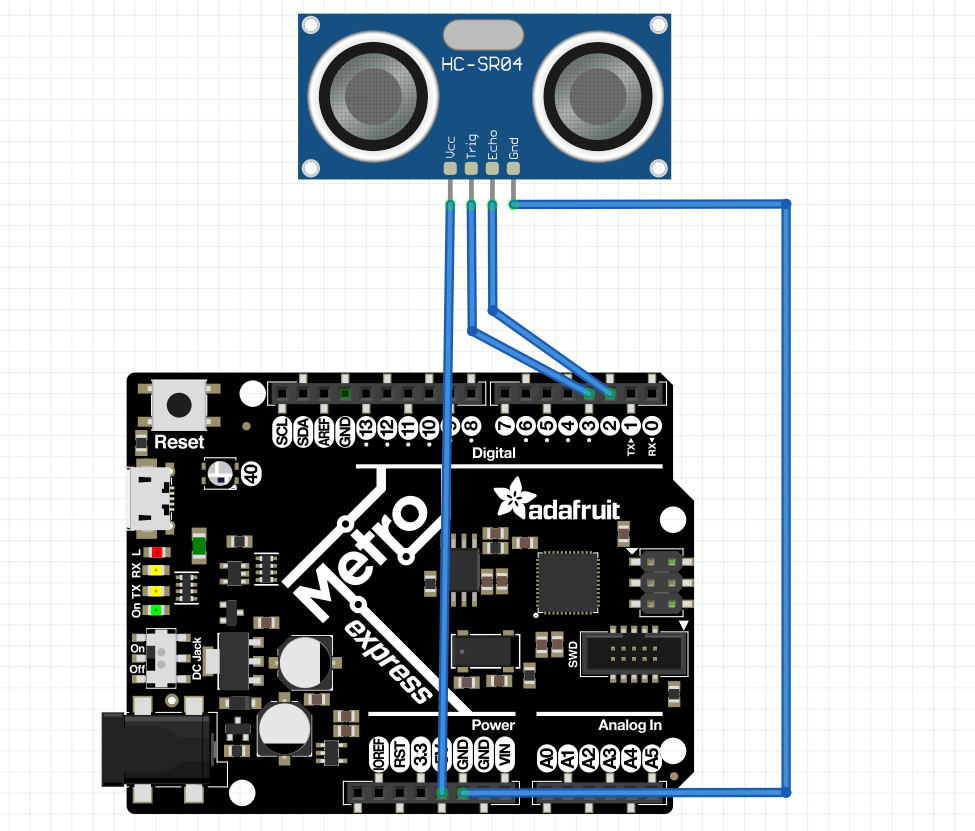 HC-SR04
Vcc
Trig
Echo
Gnd
SCL
SDA
AREF
GND
13
12
11
10
8
7
6
5
4
3
2
TX▸ 1
RX◂ 0
Reset
Digital
40
Metro
express
adafruit
L
RX
TX
On
On
Off
DC Jack
SWD
Power
Analog In
IOREF
RST
3.3
GND
GND
VIN
A0
A1
A2
A3
A4
A5